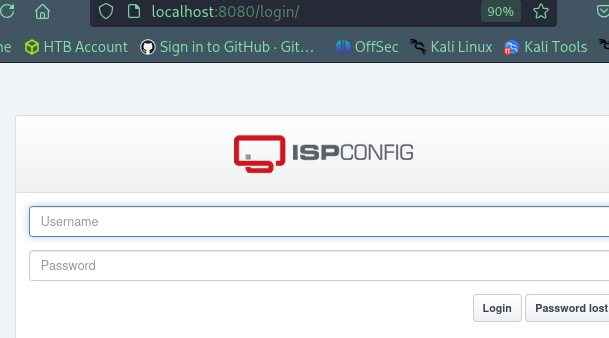 localhost:8080/login/ 90%
HTB Account Sign in to GitHub · Git… OffSec Kali Linux Kali Tools
ISPCONFIG
Username
Password
Login Password lost